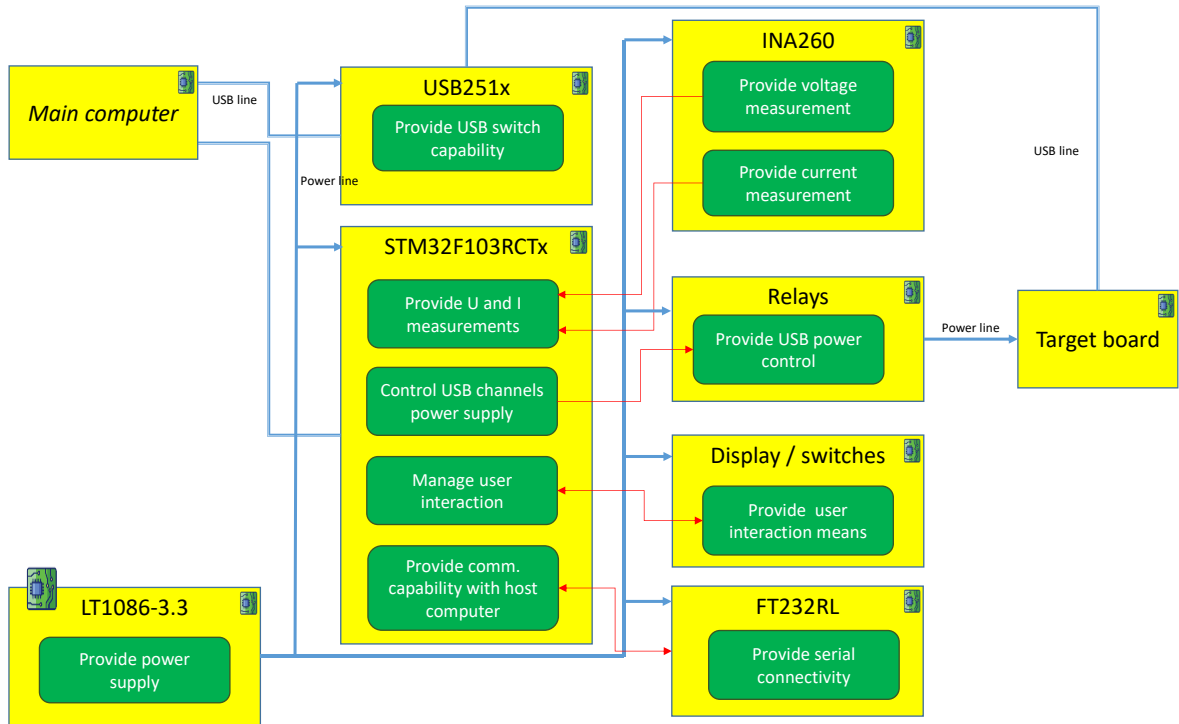 Main computer
USB line
USB251x
Provide USB switch
capability
Power line
INA260
Provide voltage
measurement
Provide current
measurement
USB line
STM32F103RCTx
Provide U and I
measurements
Control USB channels
power supply
Manage user
interaction
Provide comm.
capability with host
computer
Relays
Provide USB power
control
Power line
Target board
Display / switches
Provide  user
interaction means
LT1086-3.3
Provide power
supply
FT232RL
Provide serial
connectivity